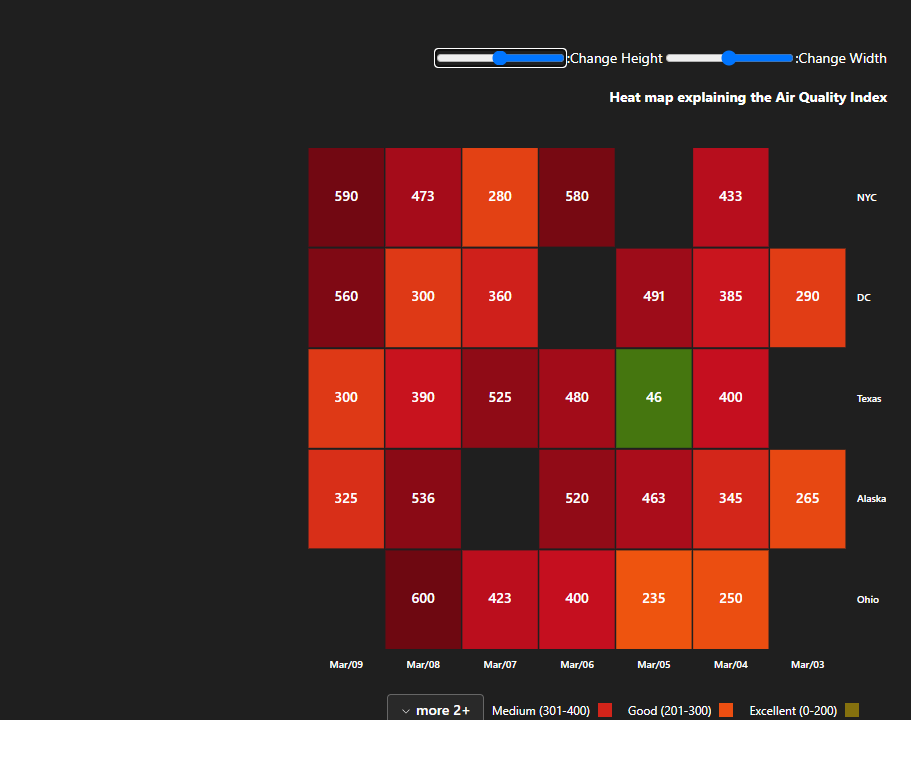 :Change Height :Change Width
Heat map explaining the Air Quality Index
590 473 280 580 433 NYC
560 300 360 491 385 290 DC
300 390 525 480 46 400 Texas
325 536 520 463 345 265 Alaska
600 423 400 235 250 Ohio
Mar/09 Mar/08 Mar/07 Mar/06 Mar/05 Mar/04 Mar/03
more 2+ Medium (301-400) Good (201-300) Excellent (0-200)